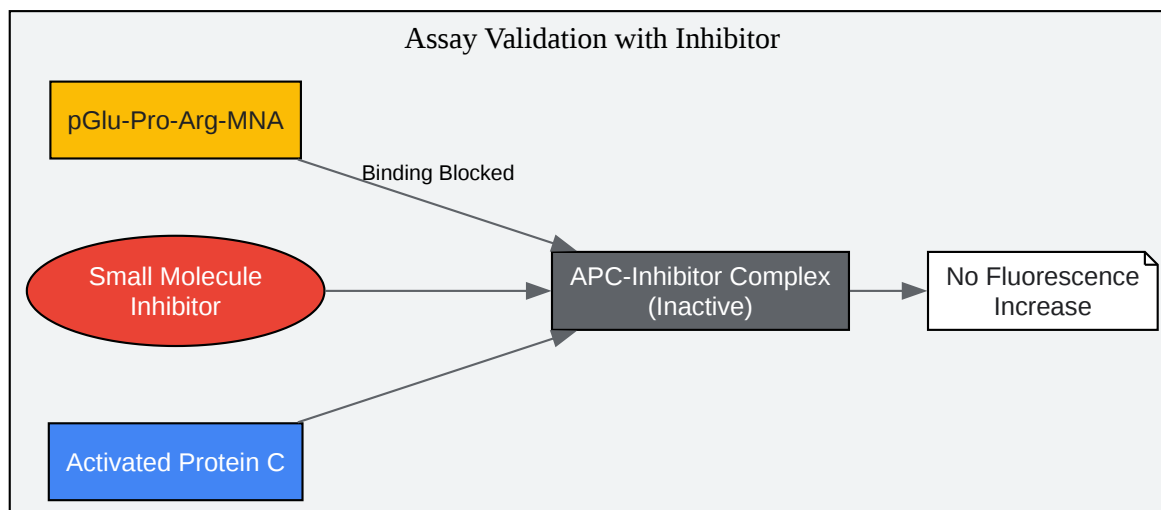 Assay Validation with Inhibitor
pGlu-Pro-Arg-MNA
Binding Blocked
Small Molecule
Inhibitor
APC-Inhibitor Complex
(Inactive)
No Fluorescence
Increase
Activated Protein C